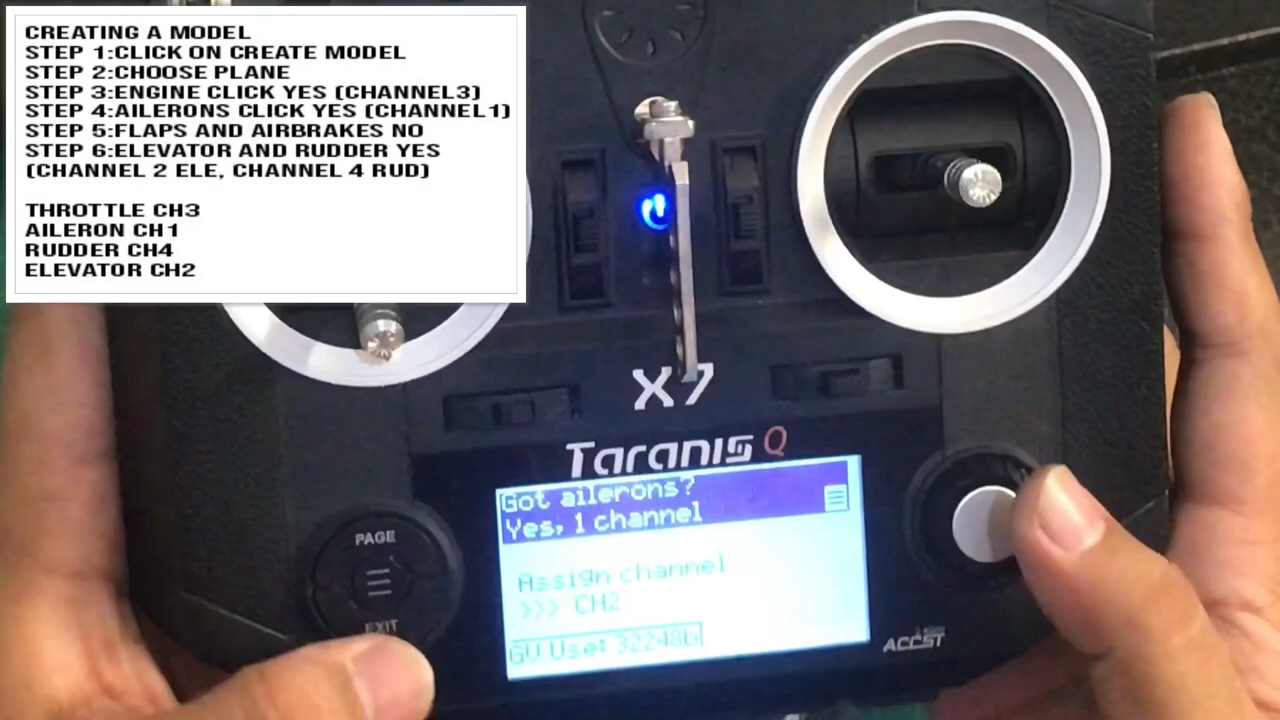 CREATING A MODEL
STEP 1:CLICK ON CREATE MODEL
STEP 2:CHOOSE PLANE
STEP 3:ENGINE CLICK YES (CHANNEL3)
STEP 4:AILERONS CLICK YES (CHANNEL1)
STEP 5:FLAPS AND AIRBRAKES NO
STEP 6:ELEVATOR AND RUDDER YES
(CHANNEL 2 ELE, CHANNEL 4 RUD)
THROTTLE CH3
AILERON CH1
RUDDER CH4
ELEVATOR CH2
X7
Taranis Q
Got ailerons?
Yes, 1 channel
Assign channel
>>> CH2
GV Use: 32248b
PAGE
EXIT
ACCST